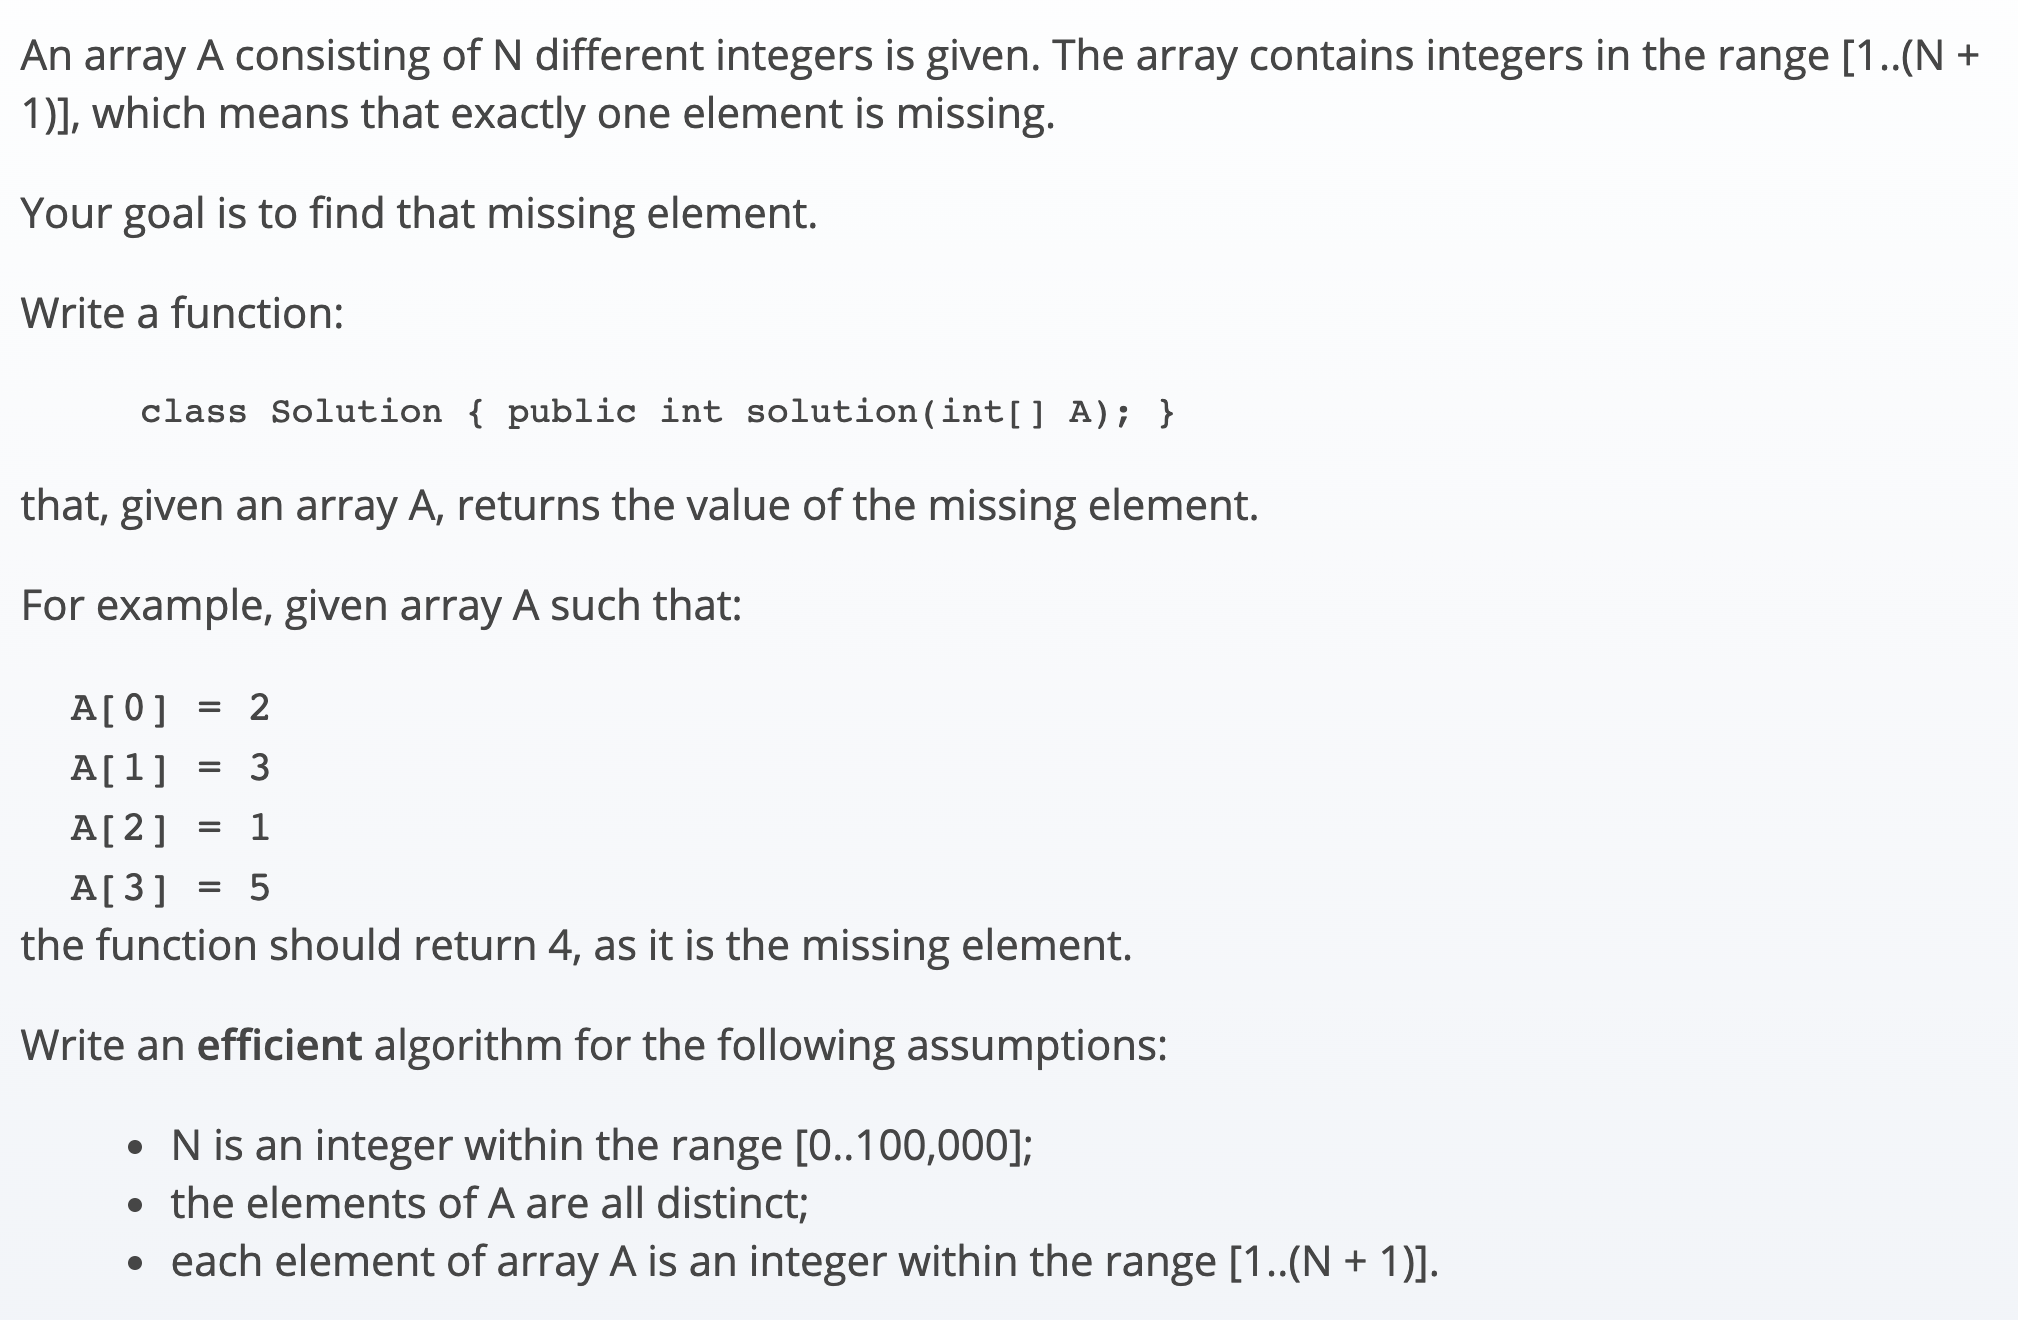 An array A consisting of N different integers is given. The array contains integers in the range [1..(N +
1)], which means that exactly one element is missing.
Your goal is to find that missing element.
Write a function:
class Solution { public int solution(int[] A); }
that, given an array A, returns the value of the missing element.
For example, given array A such that:
A[0] = 2
A[1] = 3
A[2] = 1
A[3] = 5
the function should return 4, as it is the missing element.
Write an efficient algorithm for the following assumptions:
• N is an integer within the range [0..100,000];
• the elements of A are all distinct;
• each element of array A is an integer within the range [1..(N + 1)].